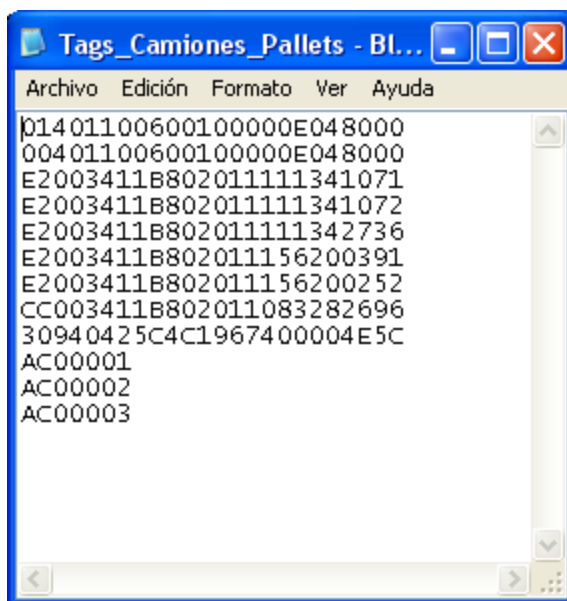 Tags_Camiones_Pallets - Bl...
Archivo Edición Formato Ver Ayuda
01401100600100000E048000
00401100600100000E048000
E2003411B802011111341071
E2003411B802011111341072
E2003411B802011111342736
E2003411B802011156200391
E2003411B802011156200252
CC003411B802011083282696
30940425C4C1967400004E5C
AC00001
AC00002
AC00003